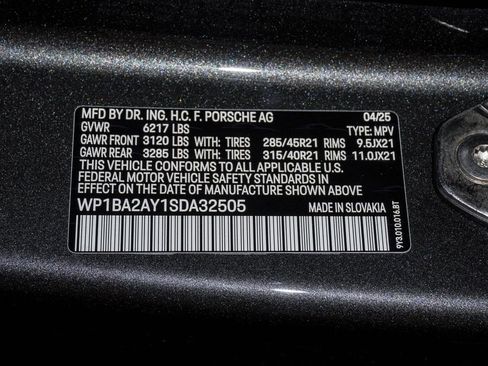 MFD BY DR. ING. H.C. F. PORSCHE AG 04/25
GVWR 6217 LBS TYPE: MPV
GAWR FRONT 3120 LBS WITH: TIRES 285/45R21 RIMS 9.5JX21
GAWR REAR 3285 LBS WITH: TIRES 315/40R21 RIMS 11.0JX21
THIS VEHICLE CONFORMS TO ALL APPLICABLE U.S.
FEDERAL MOTOR VEHICLE SAFETY STANDARDS IN
EFFECT ON THE DATE OF MANUFACTURE SHOWN ABOVE
WP1BA2AY1SDA32505 MADE IN SLOVAKIA
9Y3.010.016.BT